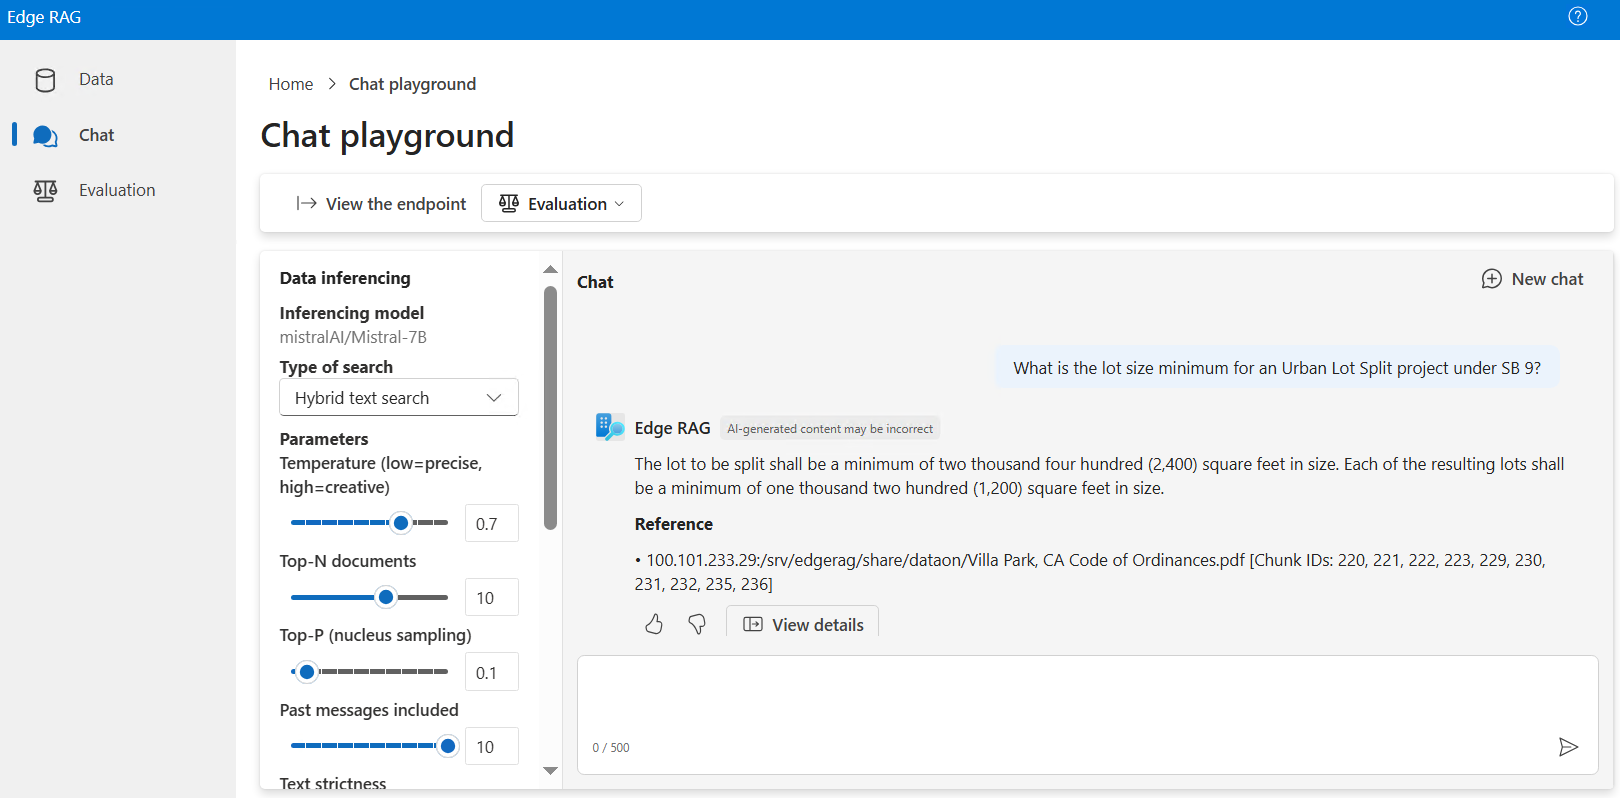 Edge RAG
Data
Chat
Evaluation
Home > Chat playground
Chat playground
View the endpoint
Evaluation
Data inferencing
Inferencing model
mistralAI/Mistral-7B
Type of search
Hybrid text search
Parameters
Temperature (low=precise,
high=creative)
0.7
Top-N documents
10
Top-P (nucleus sampling)
0.1
Past messages included
10
Text strictness
Chat
New chat
What is the lot size minimum for an Urban Lot Split project under SB 9?
Edge RAG AI-generated content may be incorrect
The lot to be split shall be a minimum of two thousand four hundred (2,400) square feet in size. Each of the resulting lots shall
be a minimum of one thousand two hundred (1,200) square feet in size.
Reference
• 100.101.233.29:/srv/edgerag/share/dataon/Villa Park, CA Code of Ordinances.pdf [Chunk IDs: 220, 221, 222, 223, 229, 230,
231, 232, 235, 236]
View details
0 / 500